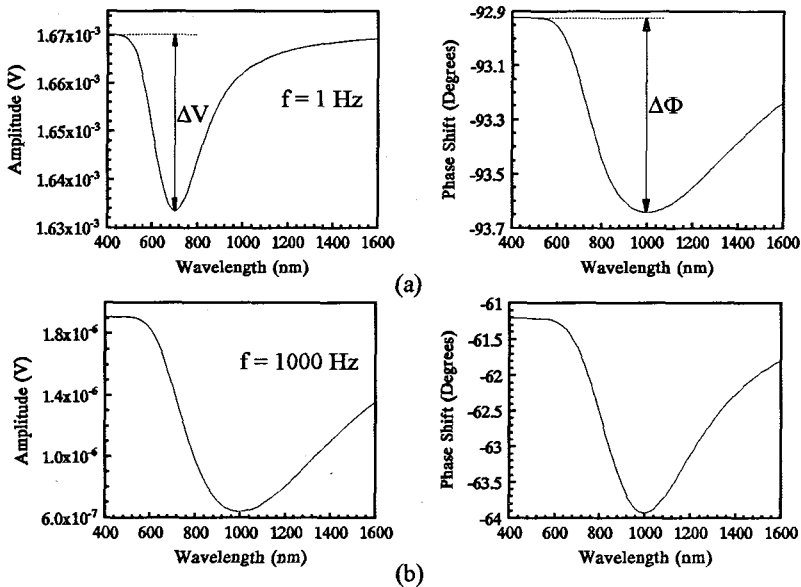 1.67x10⁻³
1.66x10⁻³
1.65x10⁻³
1.64x10⁻³
1.63x10⁻³
Amplitude (V)
ΔV
f = 1 Hz
400 600 800 1000 1200 1400 1600
Wavelength (nm)
-92.9
-93.1
-93.3
-93.5
-93.7
Phase Shift (Degrees)
ΔΦ
400 600 800 1000 1200 1400 1600
Wavelength (nm)
(a)
1.8x10⁻⁶
1.4x10⁻⁶
1.0x10⁻⁶
6.0x10⁻⁷
Amplitude (V)
f = 1000 Hz
400 600 800 1000 1200 1400 1600
Wavelength (nm)
-61
-61.5
-62
-62.5
-63
-63.5
-64
Phase Shift (Degrees)
400 600 800 1000 1200 1400 1600
Wavelength (nm)
(b)